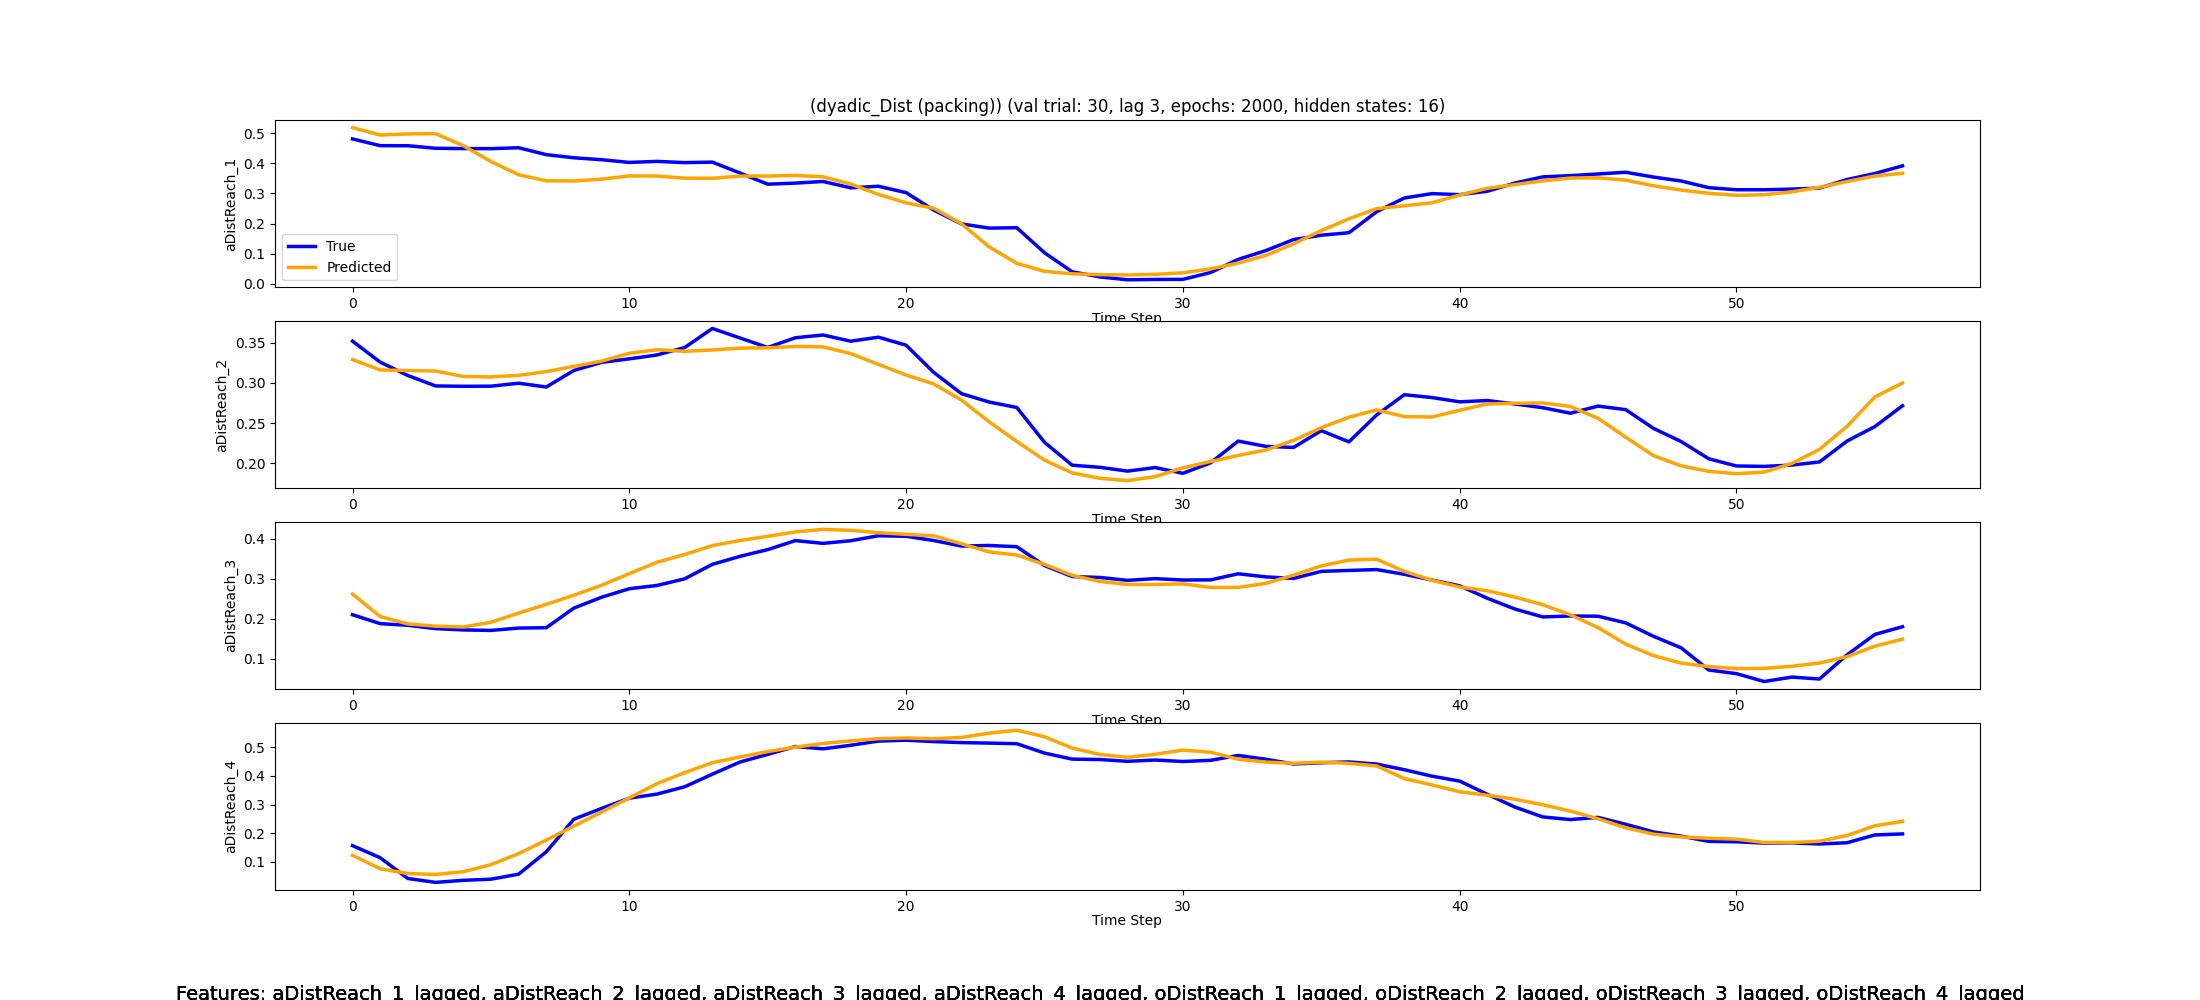 (dyadic_Dist (packing)) (val trial: 30, lag 3, epochs: 2000, hidden states: 16)
aDistReach_1
0.5
0.4
0.3
0.2
0.1
0.0
True
Predicted
0 10 20 30 40 50
Time Step
aDistReach_2
0.35
0.30
0.25
0.20
0 10 20 30 40 50
Time Step
aDistReach_3
0.4
0.3
0.2
0.1
0 10 20 30 40 50
Time Step
aDistReach_4
0.5
0.4
0.3
0.2
0.1
0 10 20 30 40 50
Time Step
Features: aDistReach_1_lagged, aDistReach_2_lagged, aDistReach_3_lagged, aDistReach_4_lagged, oDistReach_1_lagged, oDistReach_2_lagged, oDistReach_3_lagged, oDistReach_4_lagged